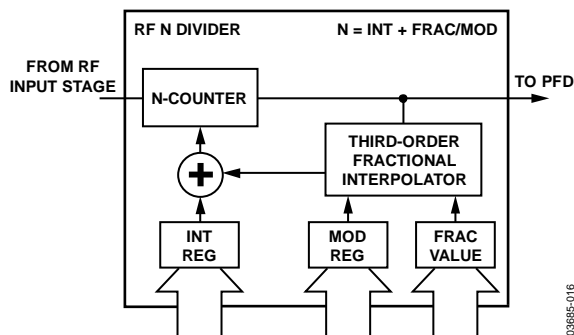 RF N DIVIDER
N = INT + FRAC/MOD
FROM RF
INPUT STAGE
N-COUNTER
TO PFD
THIRD-ORDER
FRACTIONAL
INTERPOLATOR
+
INT
REG
MOD
REG
FRAC
VALUE
03685-016